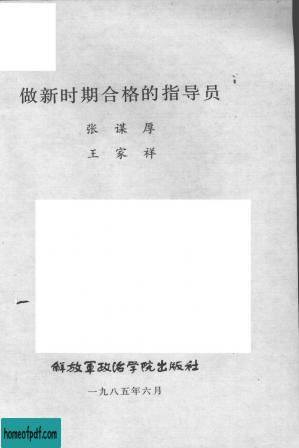 做新时期合格的指导员
张谋厚
王家祥
解放軍政治学院出版社
一九八五年六月
homeofpdf.com